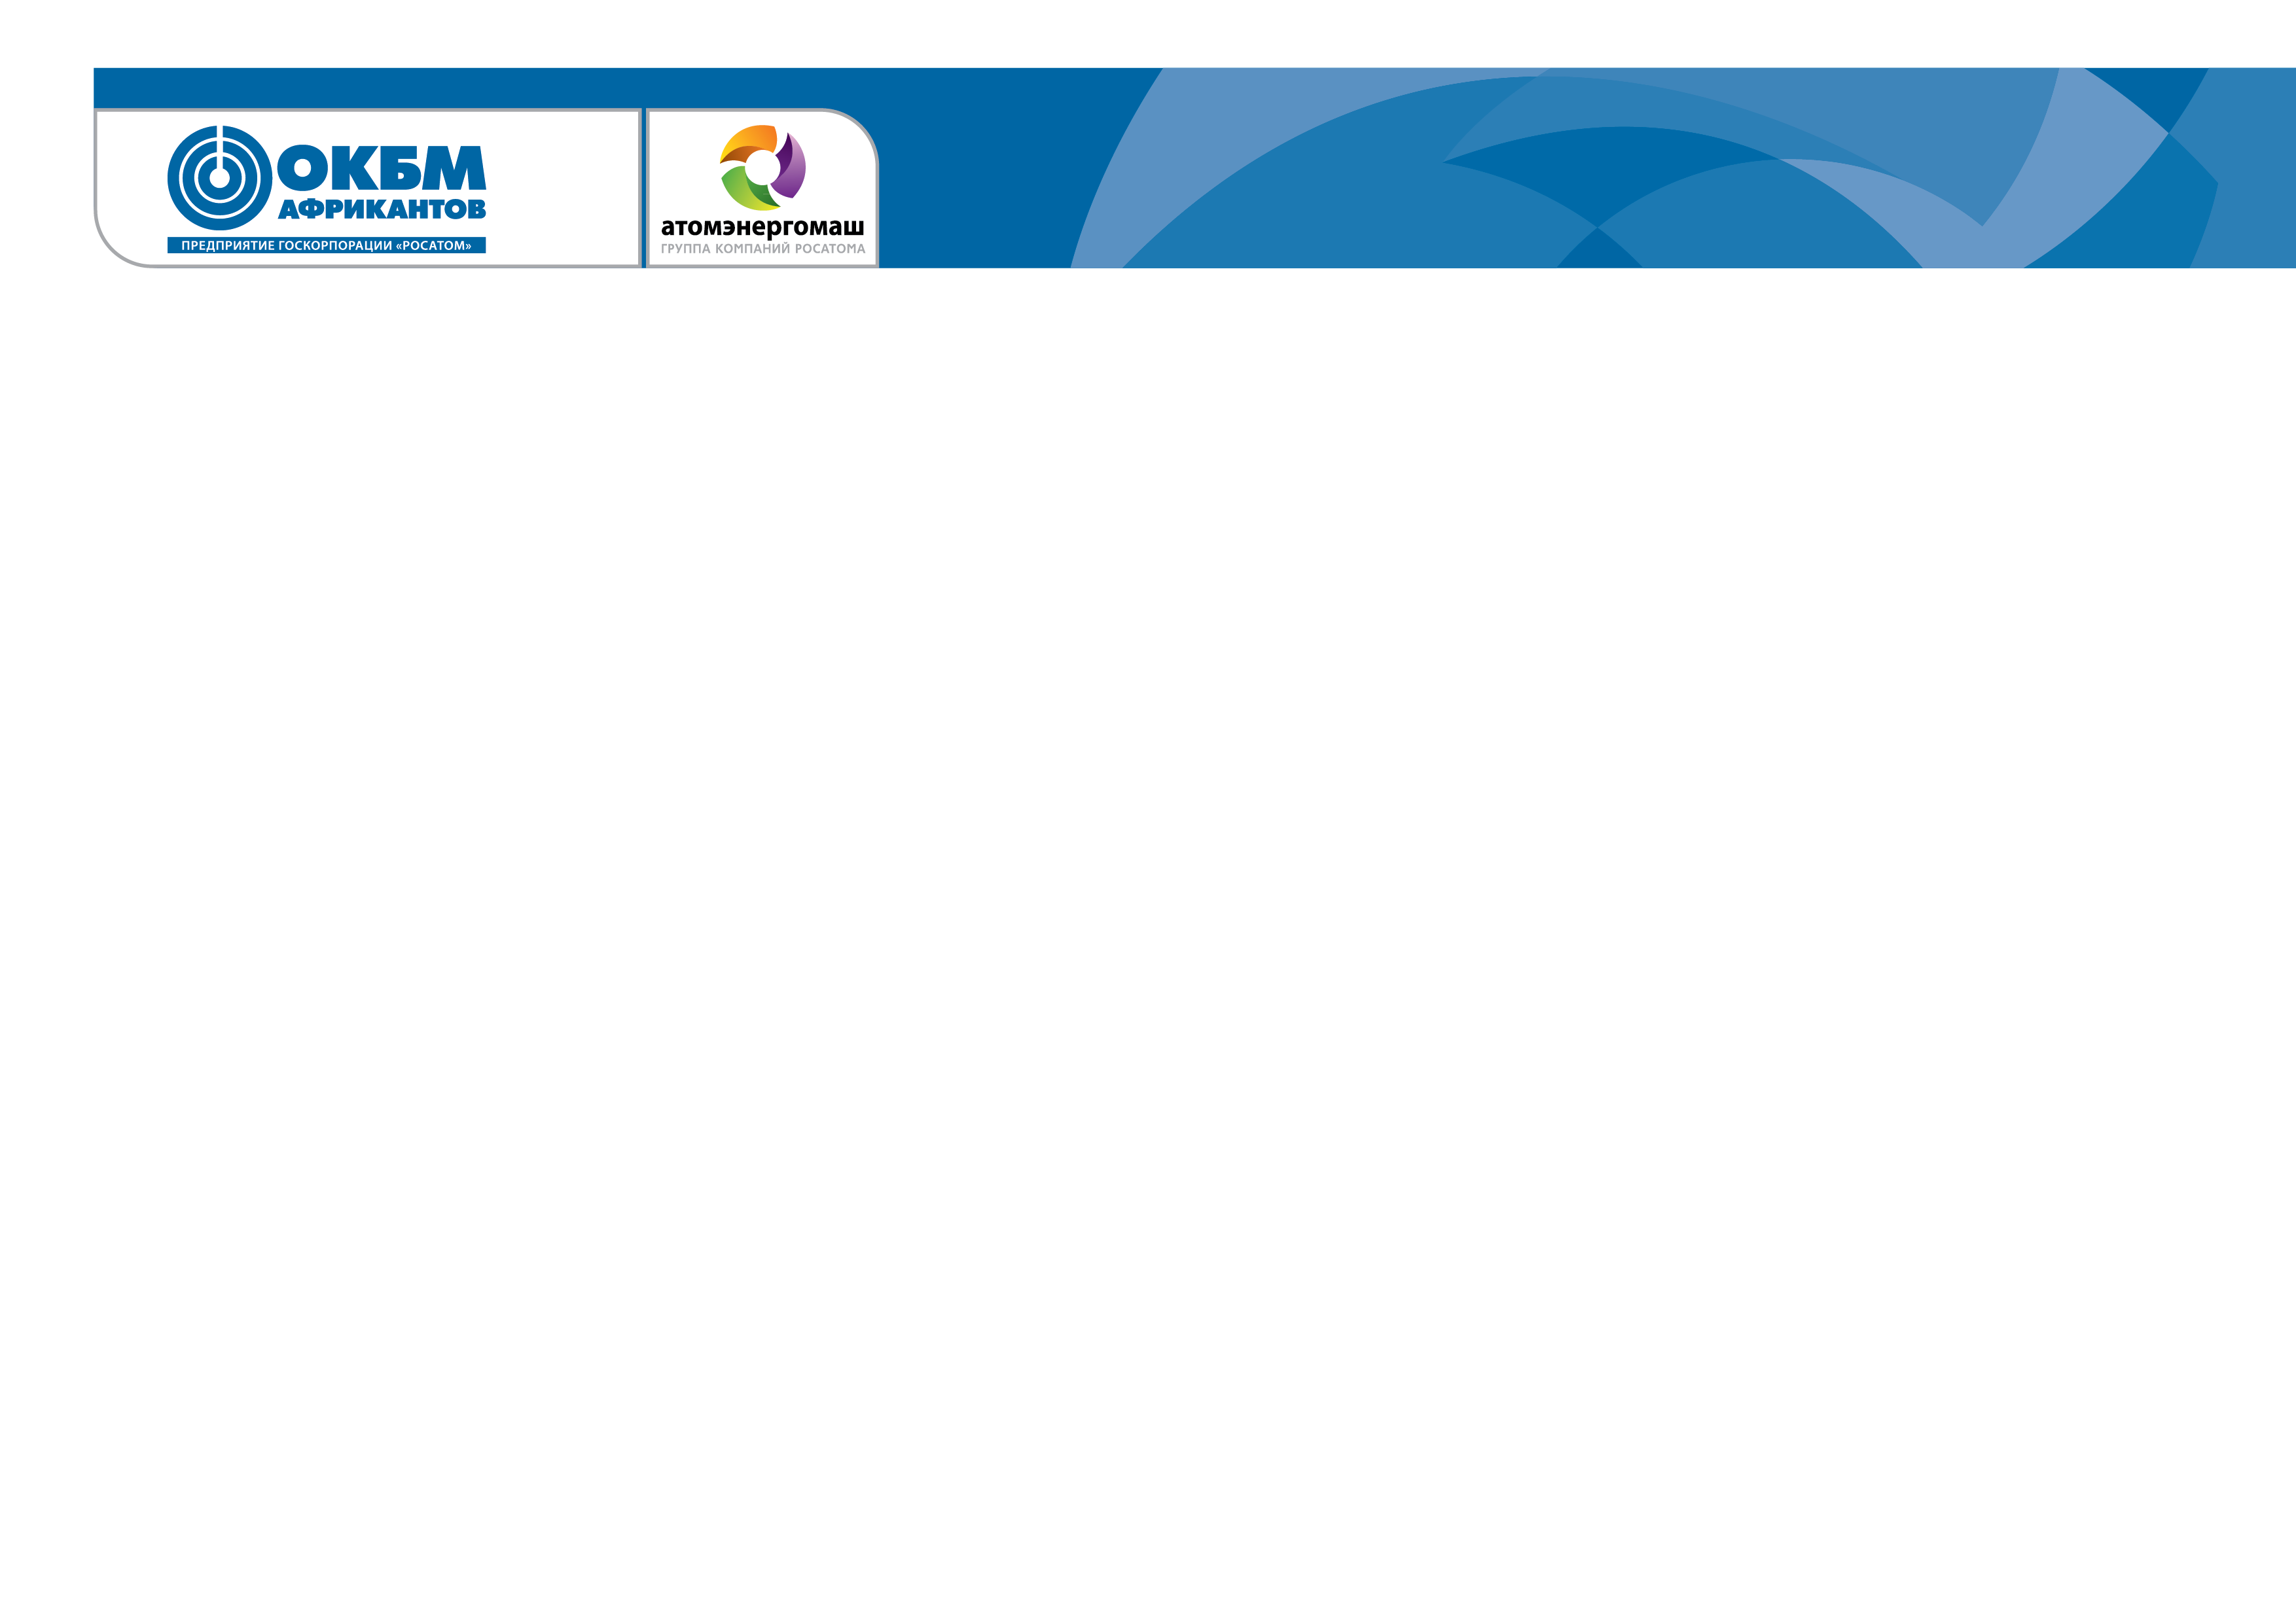 ОКБМ
АФРИКАНТОВ
ПРЕДПРИЯТИЕ ГОСКОРПОРАЦИИ «РОСАТОМ»
атомэнергомаш
ГРУППА КОМПАНИЙ РОСАТОМА